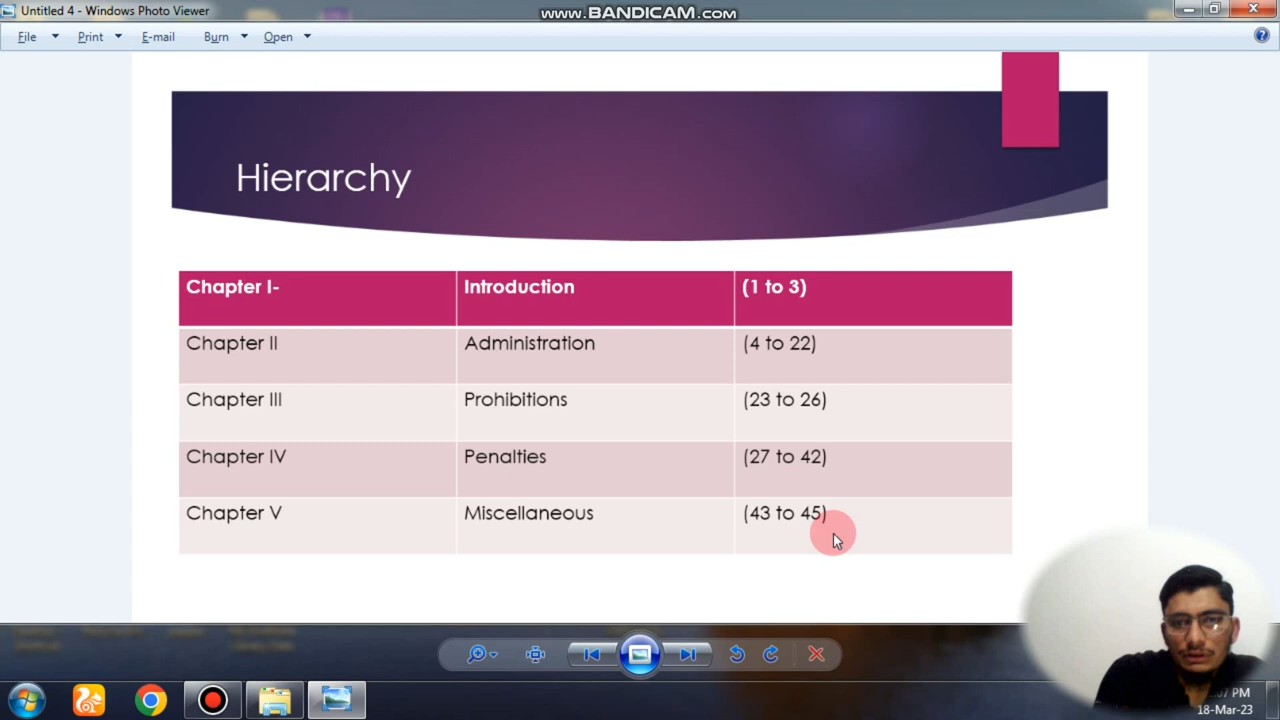 Untitled 4 - Windows Photo Viewer
www.BANDICAM.com
File Print E-mail Burn Open
Hierarchy
Chapter I- Introduction (1 to 3)
Chapter II Administration (4 to 22)
Chapter III Prohibitions (23 to 26)
Chapter IV Penalties (27 to 42)
Chapter V Miscellaneous (43 to 45)
:07 PM
18-Mar-23